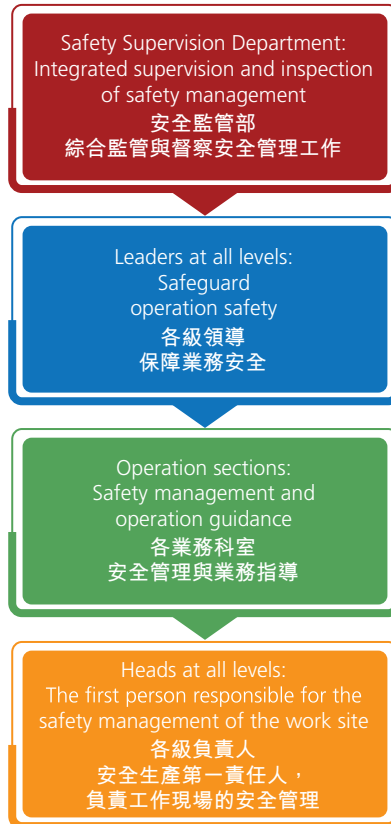 Safety Supervision Department:
Integrated supervision and inspection
of safety management
安全監管部
綜合監管與督察安全管理工作
Leaders at all levels:
Safeguard
operation safety
各級領導
保障業務安全
Operation sections:
Safety management and
operation guidance
各業務科室
安全管理與業務指導
Heads at all levels:
The first person responsible for the
safety management of the work site
各級負責人
安全生產第一責任人，
負責工作現場的安全管理